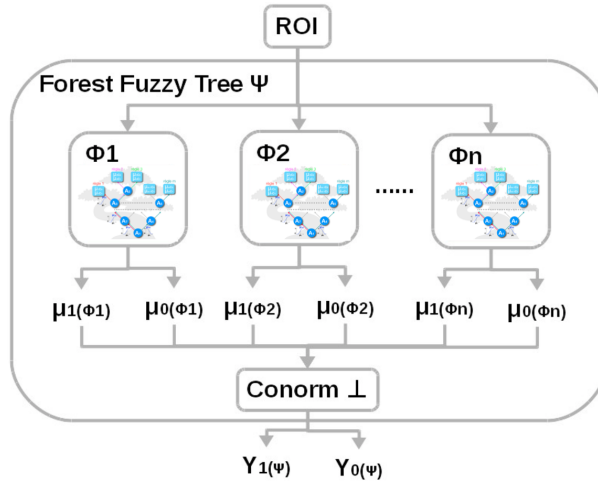 ROI
Forest Fuzzy Tree Ψ
Φ1
Φ2
......
Φn
μ1(Φ1)
μ0(Φ1)
μ1(Φ2)
μ0(Φ2)
μ1(Φn)
μ0(Φn)
Conorm ⊥
Y1(Ψ)
Y0(Ψ)